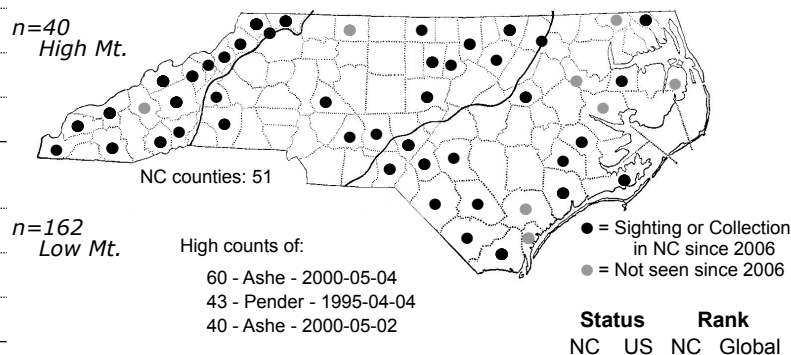 n=40
High Mt.
NC counties: 51
n=162
Low Mt.
High counts of:
60 - Ashe - 2000-05-04
43 - Pender - 1995-04-04
40 - Ashe - 2000-05-02
= Sighting or Collection
in NC since 2006
= Not seen since 2006
Status Rank
NC US NC Global